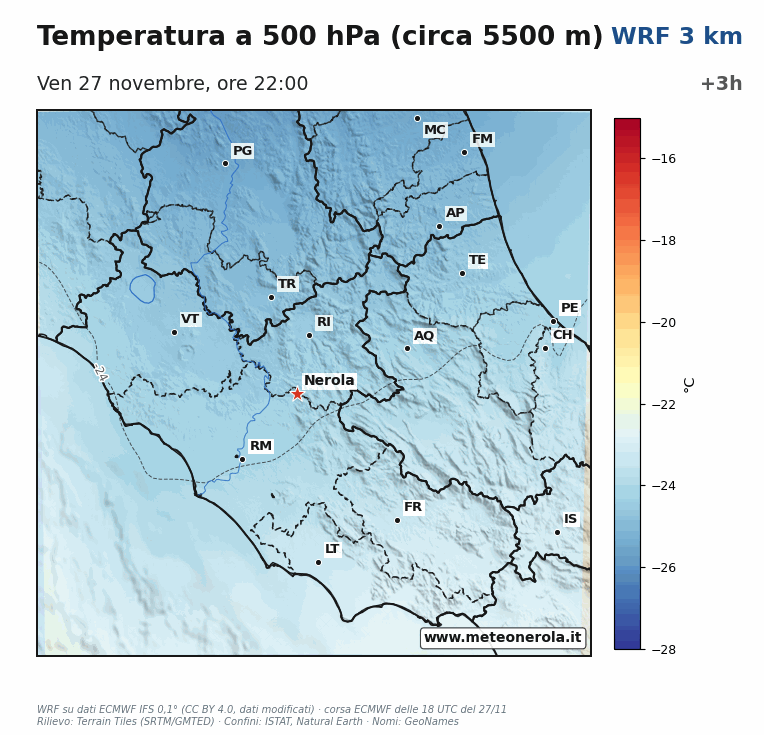 Temperatura a 500 hPa (circa 5500 m) WRF 3 km
Ven 27 novembre, ore 22:00 +3h
MC
FM
PG
AP
TE
TR
PE
VT
RI
CH
AQ
24
Nerola
RM
FR
IS
LT
www.meteonerola.it
−16
−18
−20
−22
−24
−26
−28
°C
WRF su dati ECMWF IFS 0,1° (CC BY 4.0, dati modificati) · corsa ECMWF delle 18 UTC del 27/11
Rilievo: Terrain Tiles (SRTM/GMTED) · Confini: ISTAT, Natural Earth · Nomi: GeoNames